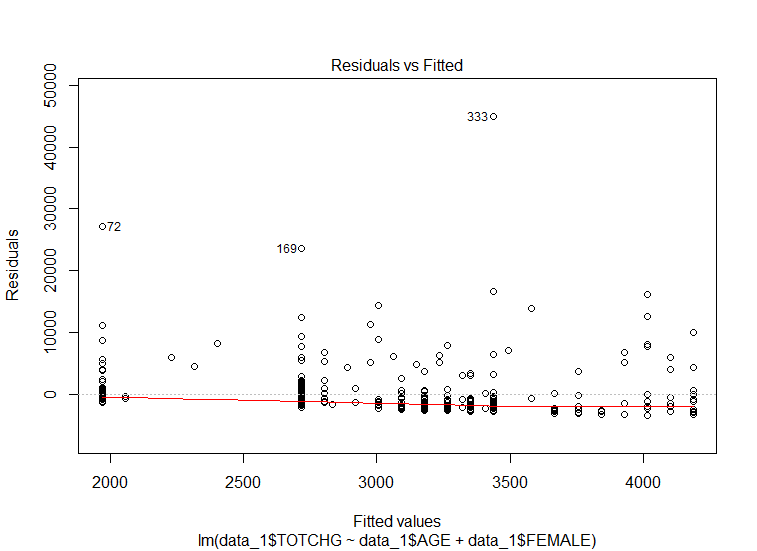 Residuals vs Fitted
50000
40000
30000
20000
10000
0
Residuals
333
72
169
2000 2500 3000 3500 4000
Fitted values
lm(data_1$TOTCHG ~ data_1$AGE + data_1$FEMALE)